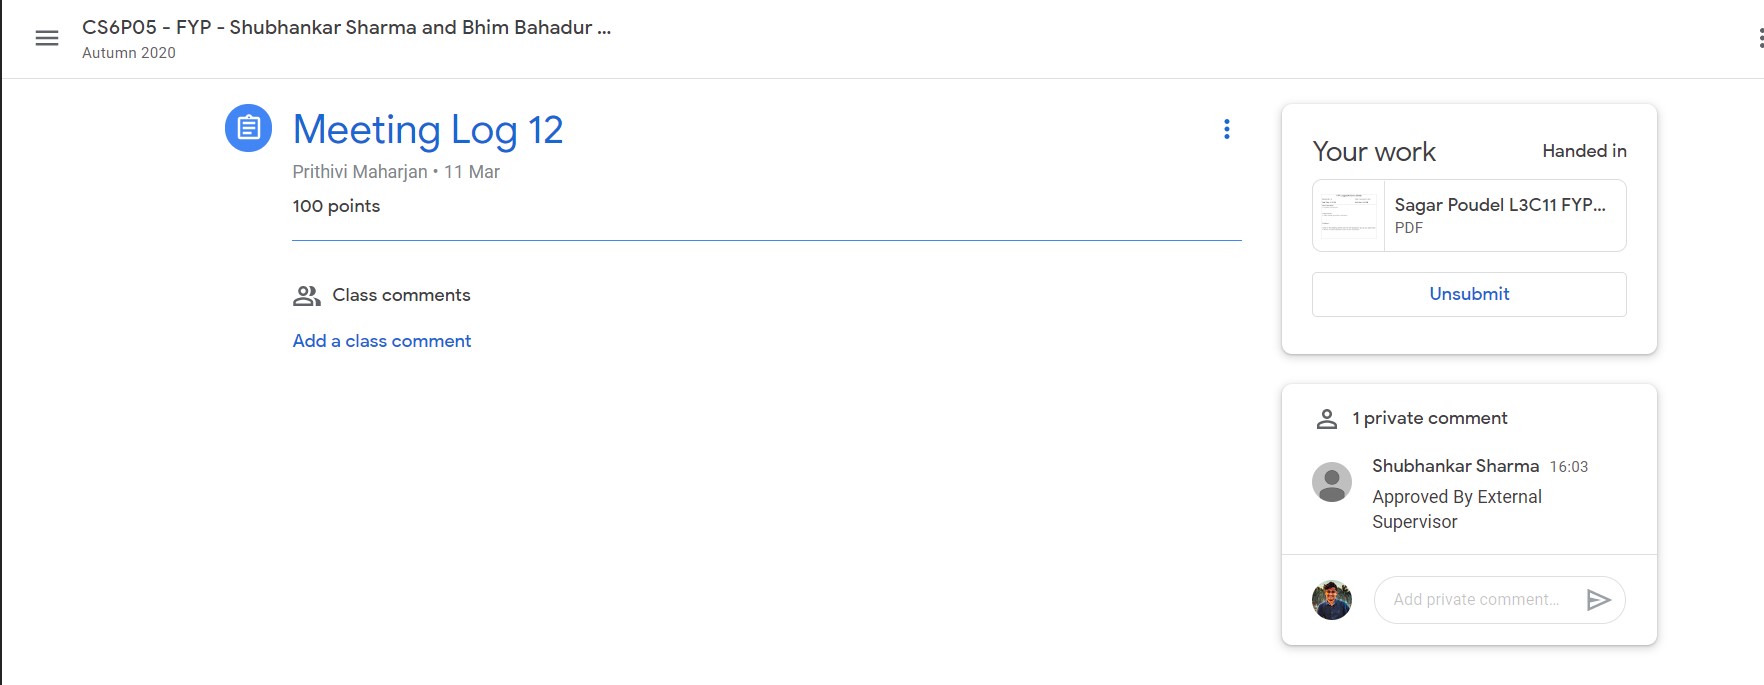 CS6P05 - FYP - Shubhankar Sharma and Bhim Bahadur ...
Autumn 2020
Meeting Log 12
Prithivi Maharjan • 11 Mar
100 points
Class comments
Add a class comment
Your work
Handed in
Sagar Poudel L3C11 FYP...
PDF
Unsubmit
1 private comment
Shubhankar Sharma 16:03
Approved By External
Supervisor
Add private comment...